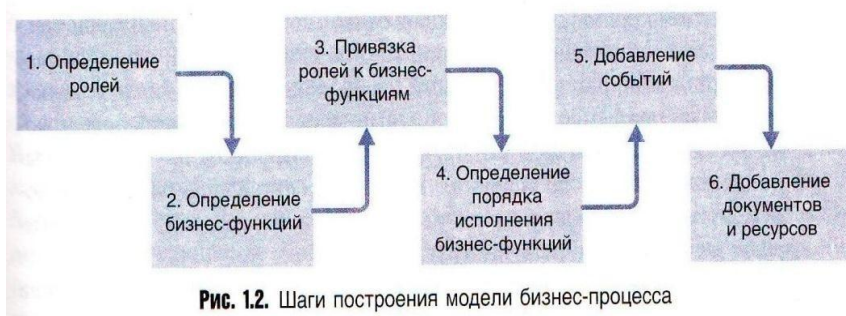 1. Определение
ролей
2. Определение
бизнес-функций
3. Привязка
ролей к бизнес-
функциям
4. Определение
порядка
исполнения
бизнес-функций
5. Добавление
событий
6. Добавление
документов
и ресурсов
Рис. 1.2. Шаги построения модели бизнес-процесса